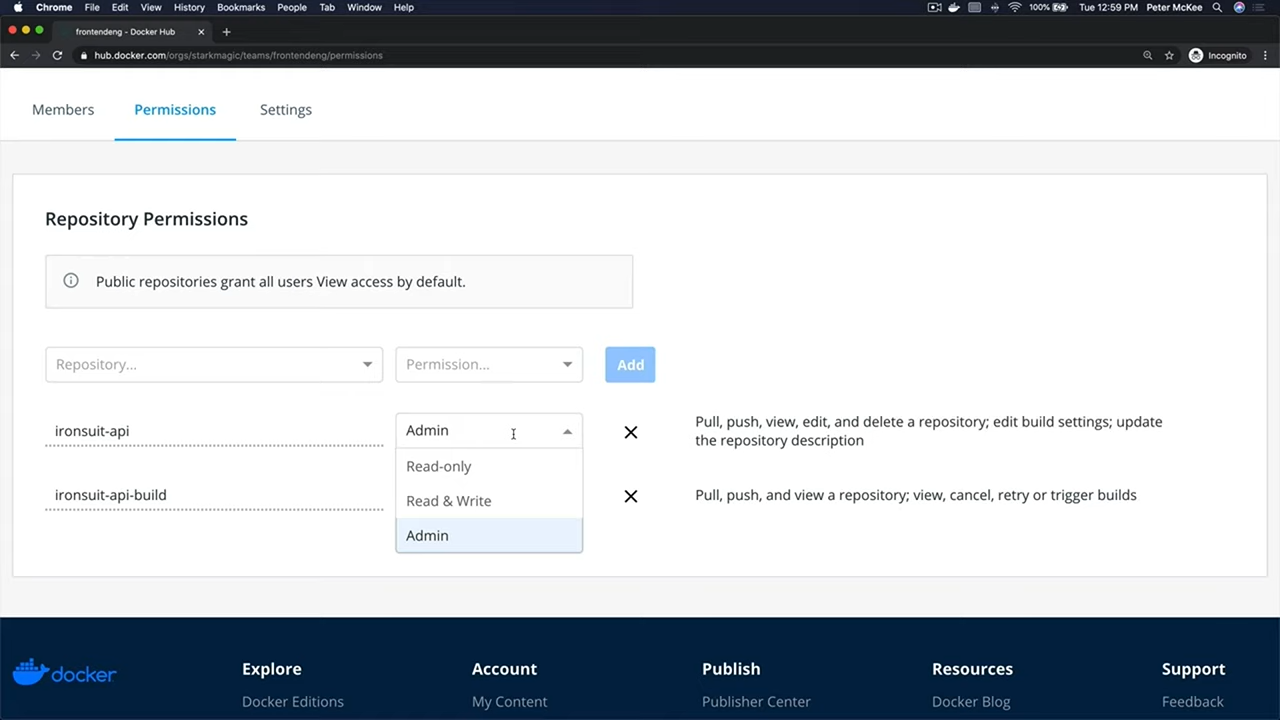 Chrome File Edit View History Bookmarks People Tab Window Help 100% Tue 12:59 PM Peter McKee
frontendeng - Docker Hub
hub.docker.com/orgs/starkmagic/teams/frontendeng/permissions Incognito
Members Permissions Settings
Repository Permissions
Public repositories grant all users View access by default.
Repository... Permission... Add
ironsuit-api Admin Pull, push, view, edit, and delete a repository; edit build settings; update
the repository description
Read-only
ironsuit-api-build Read & Write Pull, push, and view a repository; view, cancel, retry or trigger builds
Admin
docker Explore Account Publish Resources Support
Docker Editions My Content Publisher Center Docker Blog Feedback